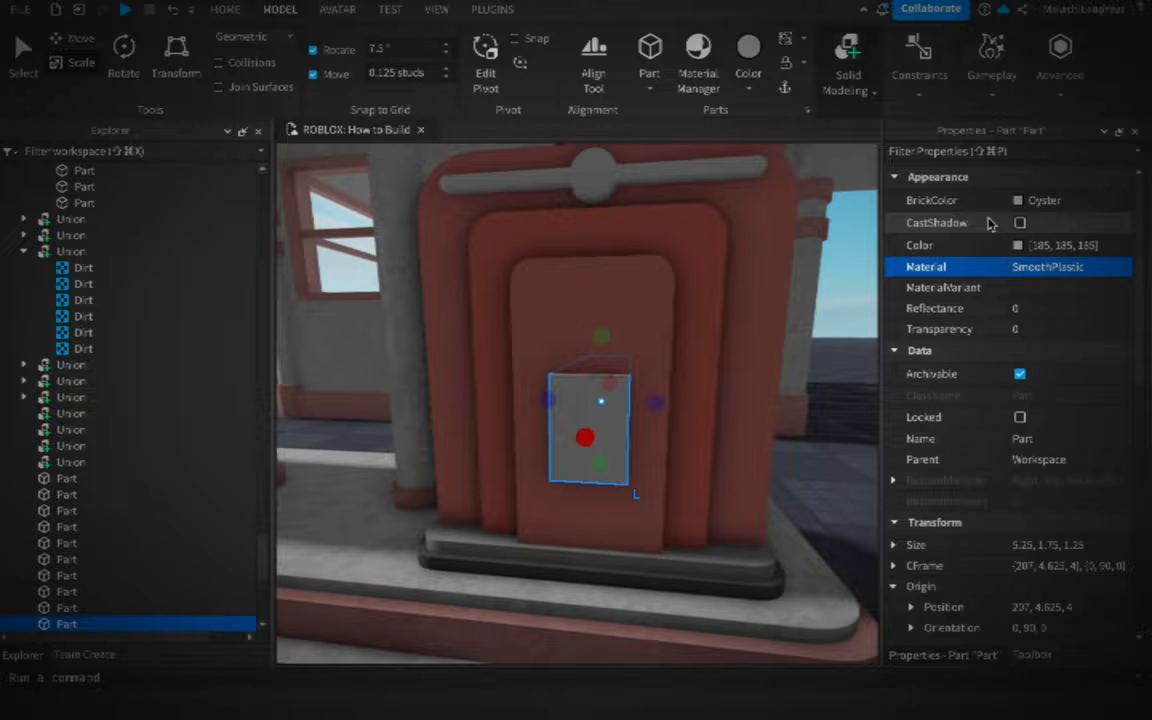 FILE HOME MODEL AVATAR TEST VIEW PLUGINS Collaborate
Select Move Scale Rotate Transform
Geometric
Collisions
Join Surfaces
Rotate 7.5°
Move 0.125 studs
Edit Pivot
Snap
Align Tool
Part
Material Manager
Color
Solid Modeling
Constraints
Gameplay
Advanced
Tools Snap to Grid Pivot Alignment Parts
Explorer
Filter workspace (⇧⌘X)
Part
Part
Part
Union
Union
Union
Dirt
Dirt
Dirt
Dirt
Dirt
Dirt
Union
Union
Union
Union
Union
Union
Union
Part
Part
Part
Part
Part
Part
Part
Part
Part
Part
Explorer Team Create
Run a command
ROBLOX: How to Build
L
Properties - Part "Part"
Filter Properties (⇧⌘P)
Appearance
BrickColor Oyster
CastShadow
Color [185, 185, 185]
Material SmoothPlastic
MaterialVariant
Reflectance 0
Transparency 0
Data
Archivable
ClassName Part
Locked
Name Part
Parent Workspace
Transform
Size 5.25, 1.75, 1.25
CFrame {207, 4.625, 4}, {0, 90, 0}
Origin
Position 207, 4.625, 4
Orientation 0, 90, 0
Properties - Part "Part" Toolbox